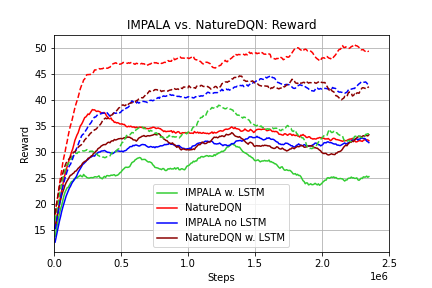 IMPALA vs. NatureDQN: Reward
50
45
40
35
30
25
20
15
Reward
IMPALA w. LSTM
NatureDQN
IMPALA no LSTM
NatureDQN w. LSTM
0.0 0.5 1.0 1.5 2.0 2.5
Steps
1e6